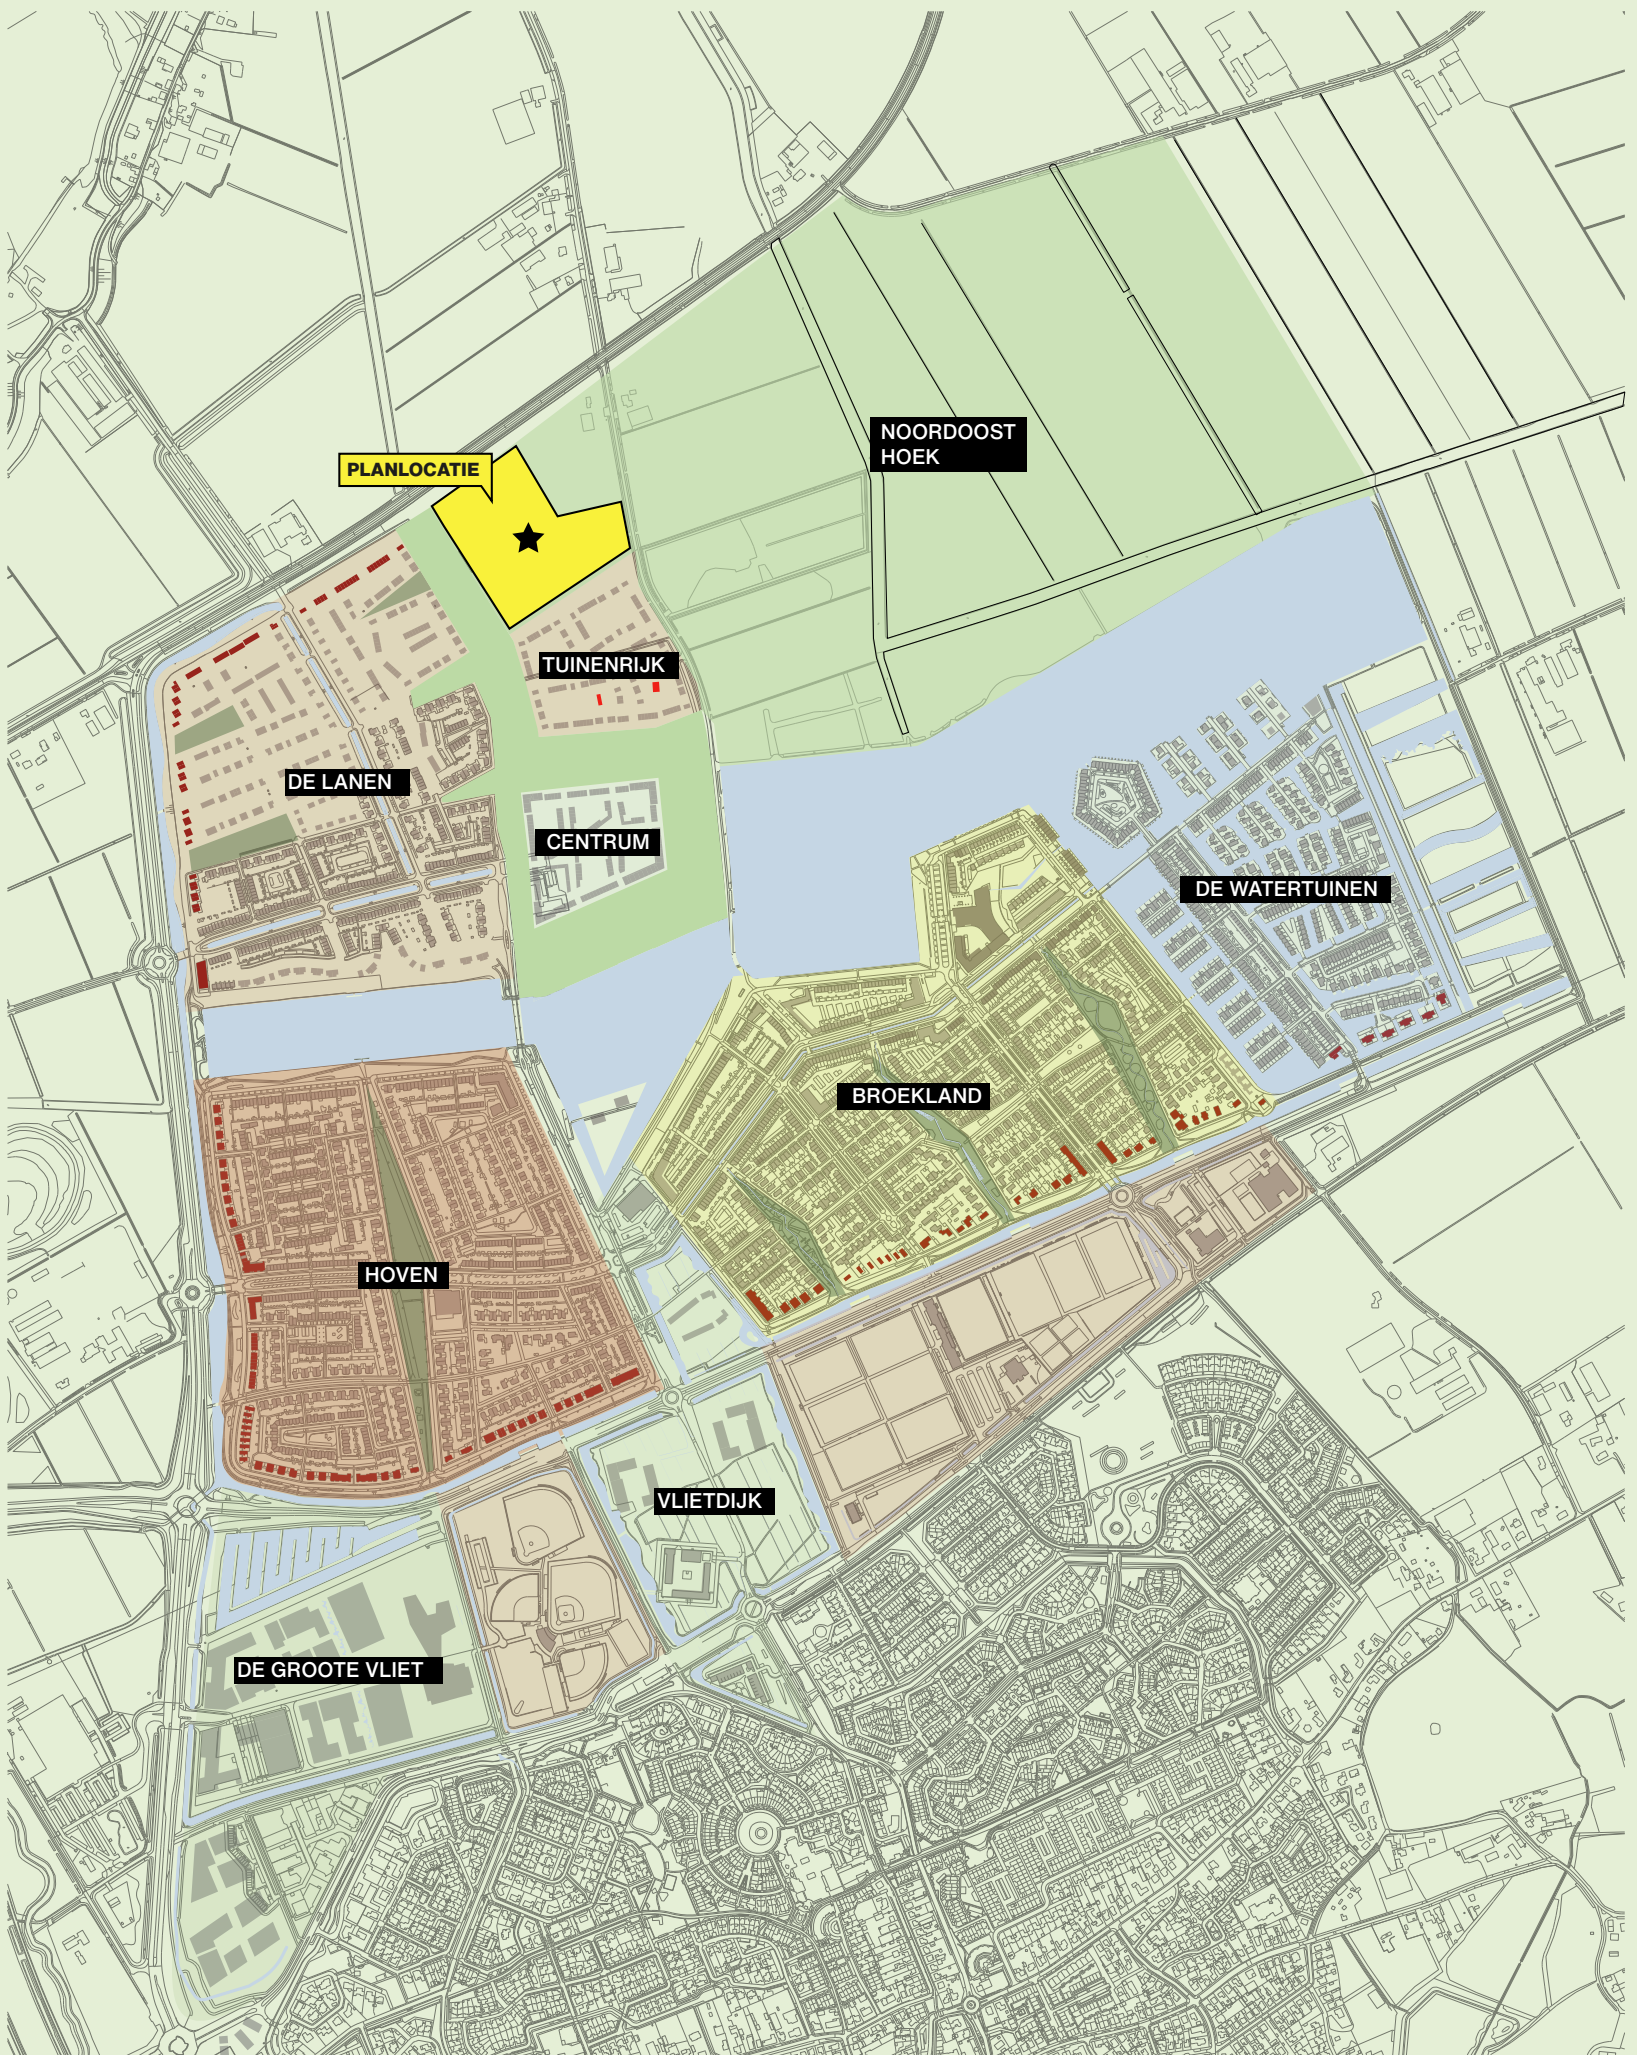 NOORDOOST
HOEK
PLANLOCATIE
TUINENRIJK
DE LANEN
CENTRUM
DE WATERTUINEN
BROEKLAND
HOVEN
VLIETDIJK
DE GROOTE VLIET